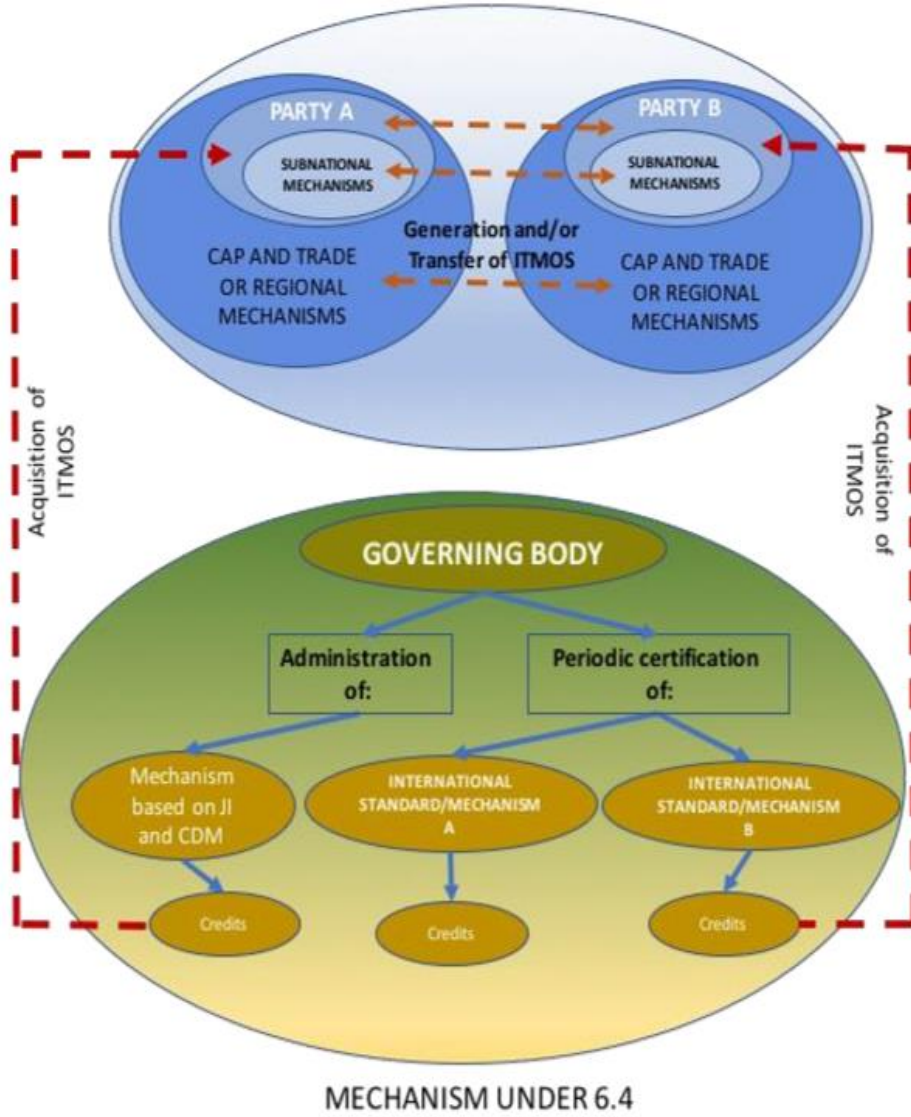 PARTY A
PARTY B
SUBNATIONAL
MECHANISMS
SUBNATIONAL
MECHANISMS
Generation and/or
Transfer of ITMOS
CAP AND TRADE
OR REGIONAL
MECHANISMS
CAP AND TRADE
OR REGIONAL
MECHANISMS
Acquisition of
ITMOS
Acquisition of
ITMOS
GOVERNING BODY
Administration
of:
Periodic certification
of:
Mechanism
based on JI
and CDM
INTERNATIONAL
STANDARD/MECHANISM
A
INTERNATIONAL
STANDARD/MECHANISM
B
Credits
Credits
Credits
MECHANISM UNDER 6.4